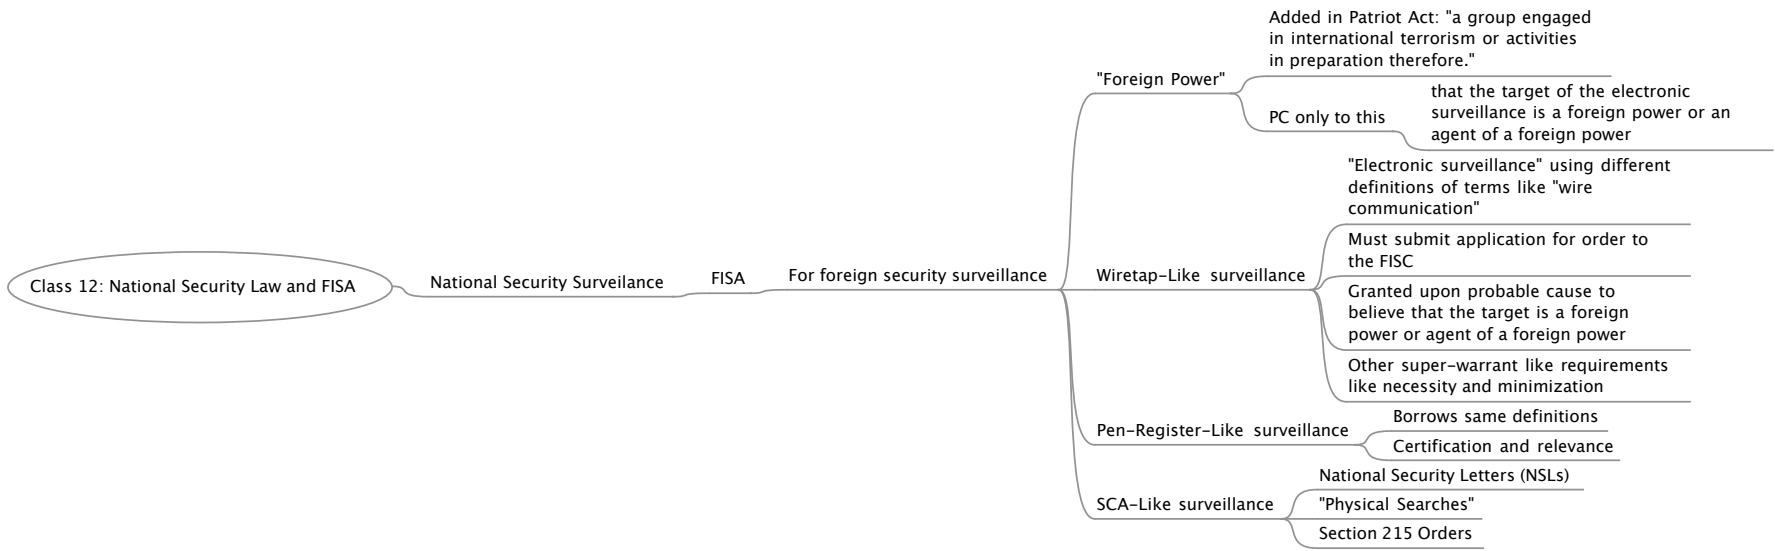 Class 12: National Security Law and FISA
National Security Surveilance
FISA
For foreign security surveillance
"Foreign Power"
Added in Patriot Act: "a group engaged
in international terrorism or activities
in preparation therefore."
PC only to this
that the target of the electronic
surveillance is a foreign power or an
agent of a foreign power
Wiretap-Like surveillance
"Electronic surveillance" using different
definitions of terms like "wire
communication"
Must submit application for order to
the FISC
Granted upon probable cause to
believe that the target is a foreign
power or agent of a foreign power
Other super-warrant like requirements
like necessity and minimization
Pen-Register-Like surveillance
Borrows same definitions
Certification and relevance
SCA-Like surveillance
National Security Letters (NSLs)
"Physical Searches"
Section 215 Orders